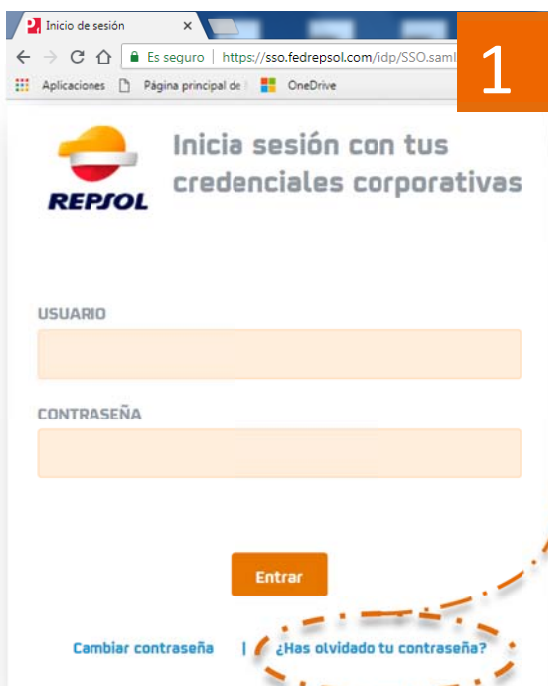 Inicio de sesión
1
Es seguro | https://sso.fedrepsol.com/idp/SSO.saml
Aplicaciones Página principal de OneDrive
REPSOL
Inicia sesión con tus
credenciales corporativas
USUARIO
CONTRASEÑA
Entrar
Cambiar contraseña | ¿Has olvidado tu contraseña?